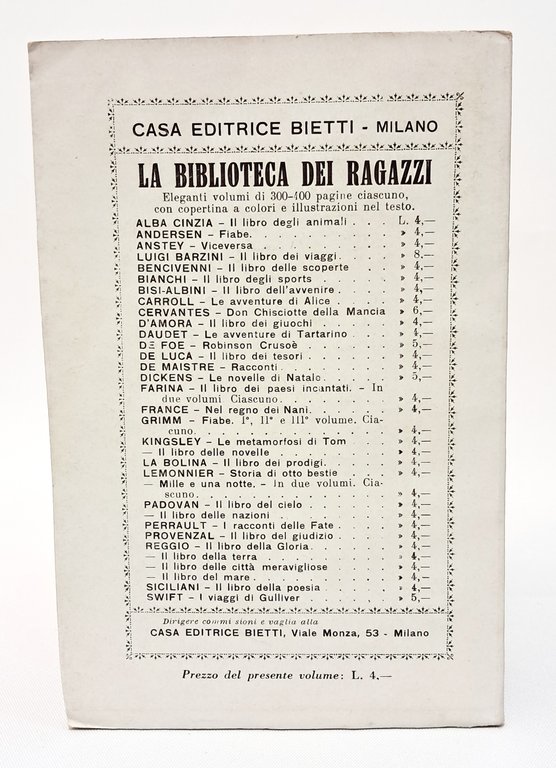 CASA EDITRICE BIETTI - MILANO
LA BIBLIOTECA DEI RAGAZZI
Eleganti volumi di 300-400 pagine ciascuno,
con copertina a colori e illustrazioni nel testo.
ALBA CINZIA - Il libro degli animali . . . L. 4,—
ANDERSEN - Fiabe. . . . . . . . » 4,—
ANSTEY - Viceversa . . . . . . . » 4,—
LUIGI BARZINI - Il libro dei viaggi. . . . » 8,—
BENCIVENNI - Il libro delle scoperte . . . » 4,—
BIANCHI - Il libro degli sports . . . . . » 4,—
BISI-ALBINI - Il libro dell'avvenire . . . . » 4,—
CARROLL - Le avventure di Alice . . . . » 4,—
CERVANTES - Don Chisciotte della Mancia » 6,—
D'AMORA - Il libro dei giuochi . . . . . » 4,—
DAUDET - Le avventure di Tartarino . . . » 4,—
DE FOE - Robinson Crusoè . . . . . . » 5,—
DE LUCA - Il libro dei tesori . . . . . . » 4,—
DE MAISTRE - Racconti . . . . . . . » 4,—
DICKENS - Le novelle di Natale. . . . . » 5,—
FARINA - Il libro dei paesi incantati. - In
due volumi Ciascuno . . . . . . . » 4,—
FRANCE - Nel regno dei Nani. . . . . . » 4,—
GRIMM - Fiabe. I°, II° e III° volume. Cia-
scuno. . . . . . . . . . . » 4,—
KINGSLEY - Le metamorfosi di Tom . . . » 4,—
— Il libro delle novelle . . . . . . . » 4,—
LA BOLINA - Il libro dei prodigi. . . . . » 4,—
LEMONNIER - Storia di otto bestie . . . » 4,—
— Mille e una notte. - In due volumi. Cia-
scuno. . . . . . . . . . . » 4,—
PADOVAN - Il libro del cielo . . . . . » 4,—
— Il libro delle nazioni . . . . . . . » 4,—
PERRAULT - I racconti delle Fate . . . . » 4,—
PROVENZAL - Il libro del giudizio . . . . » 4,—
REGGIO - Il libro della Gloria. . . . . . » 4,—
— Il libro della terra . . . . . . . . » 4,—
— Il libro delle città meravigliose . . . . » 4,—
— Il libro del mare. . . . . . . . . » 4,—
SICILIANI - Il libro della poesia . . . . . » 4,—
SWIFT - I viaggi di Gulliver . . . . . . » 5,—
Dirigere commissioni e vaglia alla
CASA EDITRICE BIETTI, Viale Monza, 53 - Milano
Prezzo del presente volume: L. 4,—